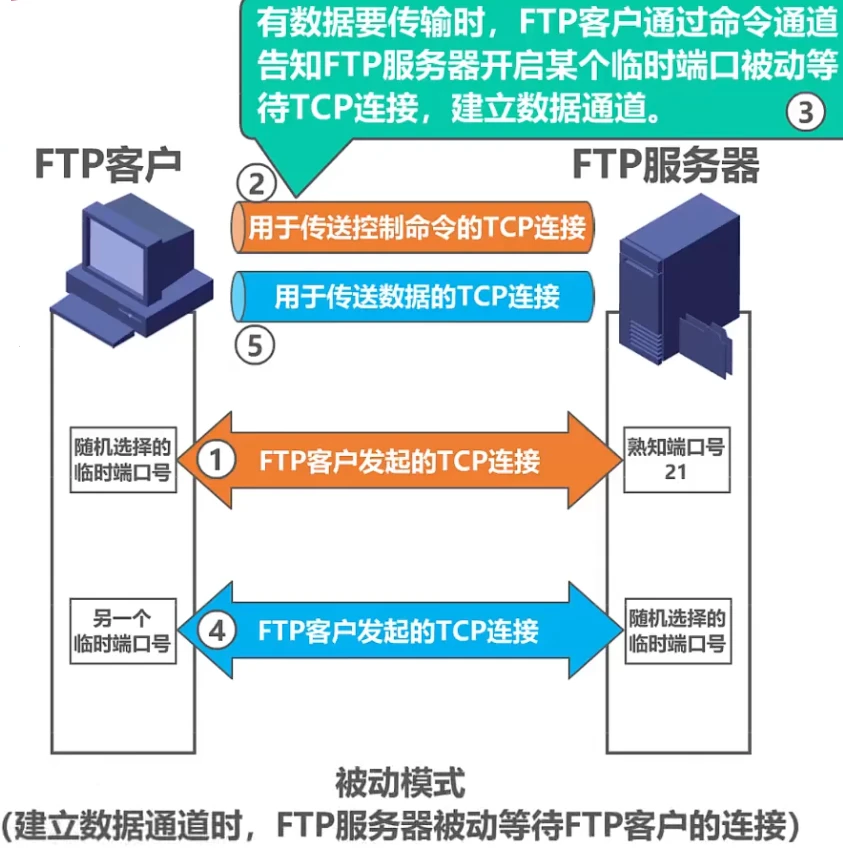 有数据要传输时，FTP客户通过命令通道
告知FTP服务器开启某个临时端口被动等
待TCP连接，建立数据通道。
③
FTP客户
FTP服务器
②
用于传送控制命令的TCP连接
用于传送数据的TCP连接
⑤
随机选择的
临时端口号
①
FTP客户发起的TCP连接
熟知端口号
21
另一个
临时端口号
④
FTP客户发起的TCP连接
随机选择的
临时端口号
被动模式
(建立数据通道时，FTP服务器被动等待FTP客户的连接)